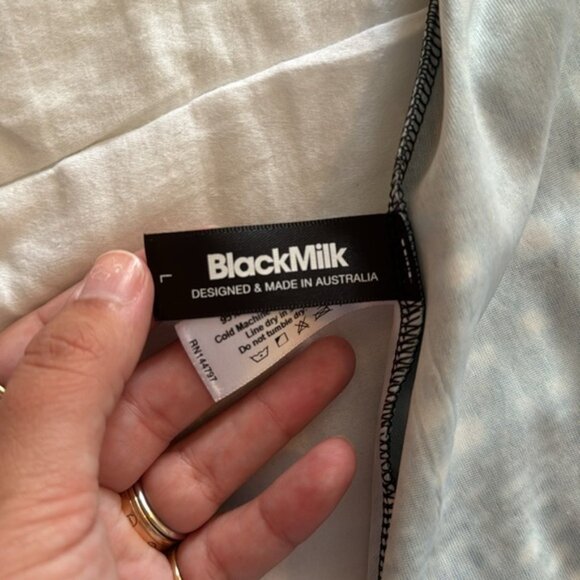 BlackMilk
DESIGNED & MADE IN AUSTRALIA
L
Cold Machine
Line dry in
Do not tumble dry
RN144797